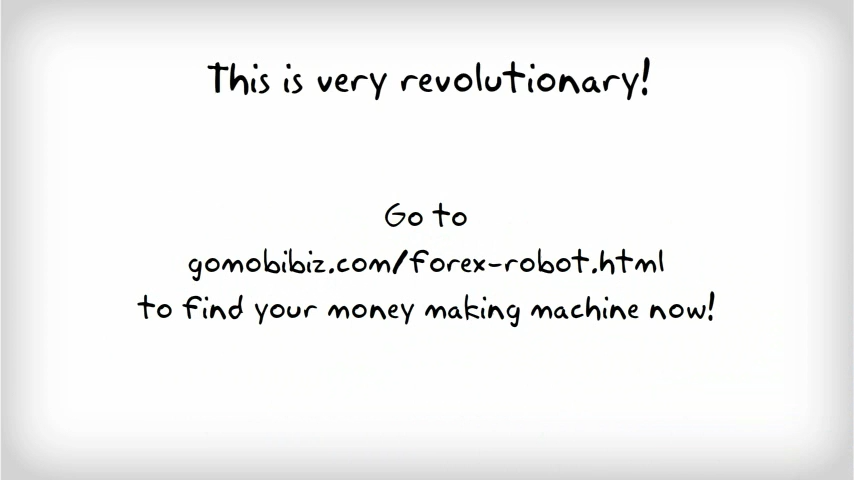 This is very revolutionary!
Go to
gomobibiz.com/forex-robot.html
to find your money making machine now!